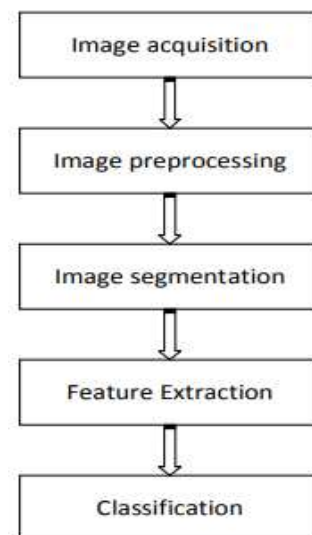 Image acquisition
Image preprocessing
Image segmentation
Feature Extraction
Classification